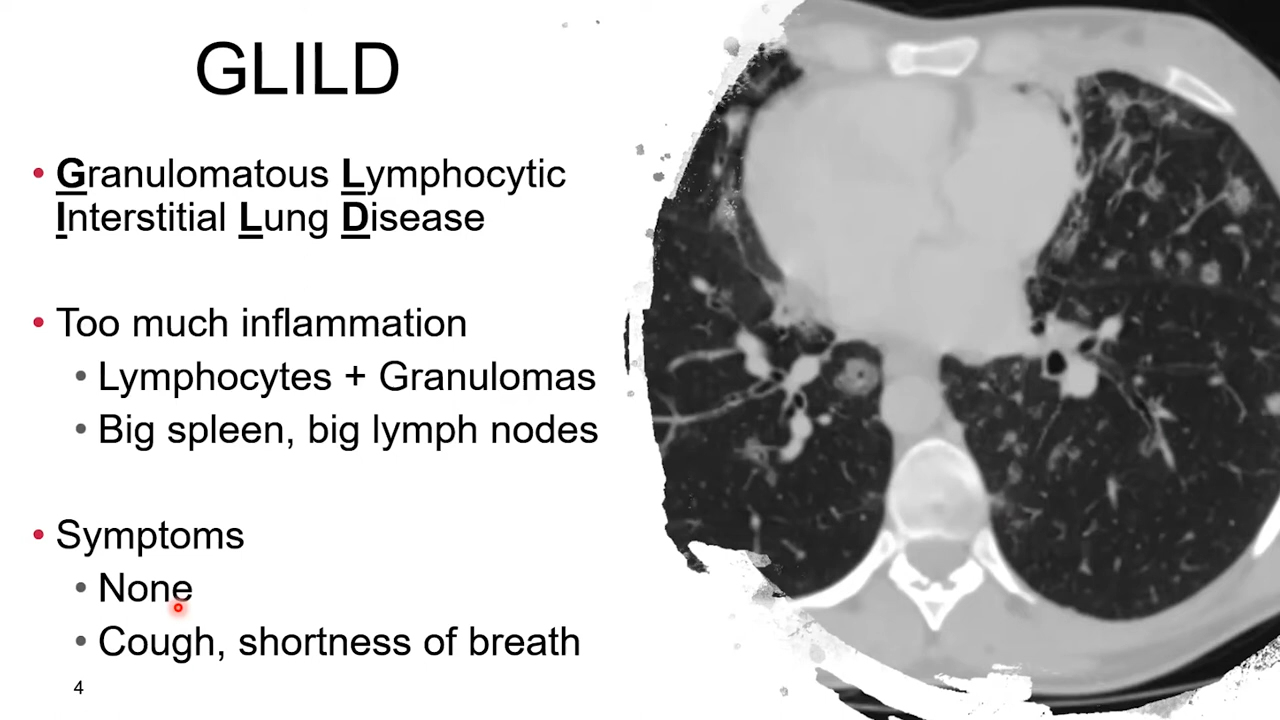 GLILD
• Granulomatous Lymphocytic
Interstitial Lung Disease
• Too much inflammation
• Lymphocytes + Granulomas
• Big spleen, big lymph nodes
• Symptoms
• None
• Cough, shortness of breath
4